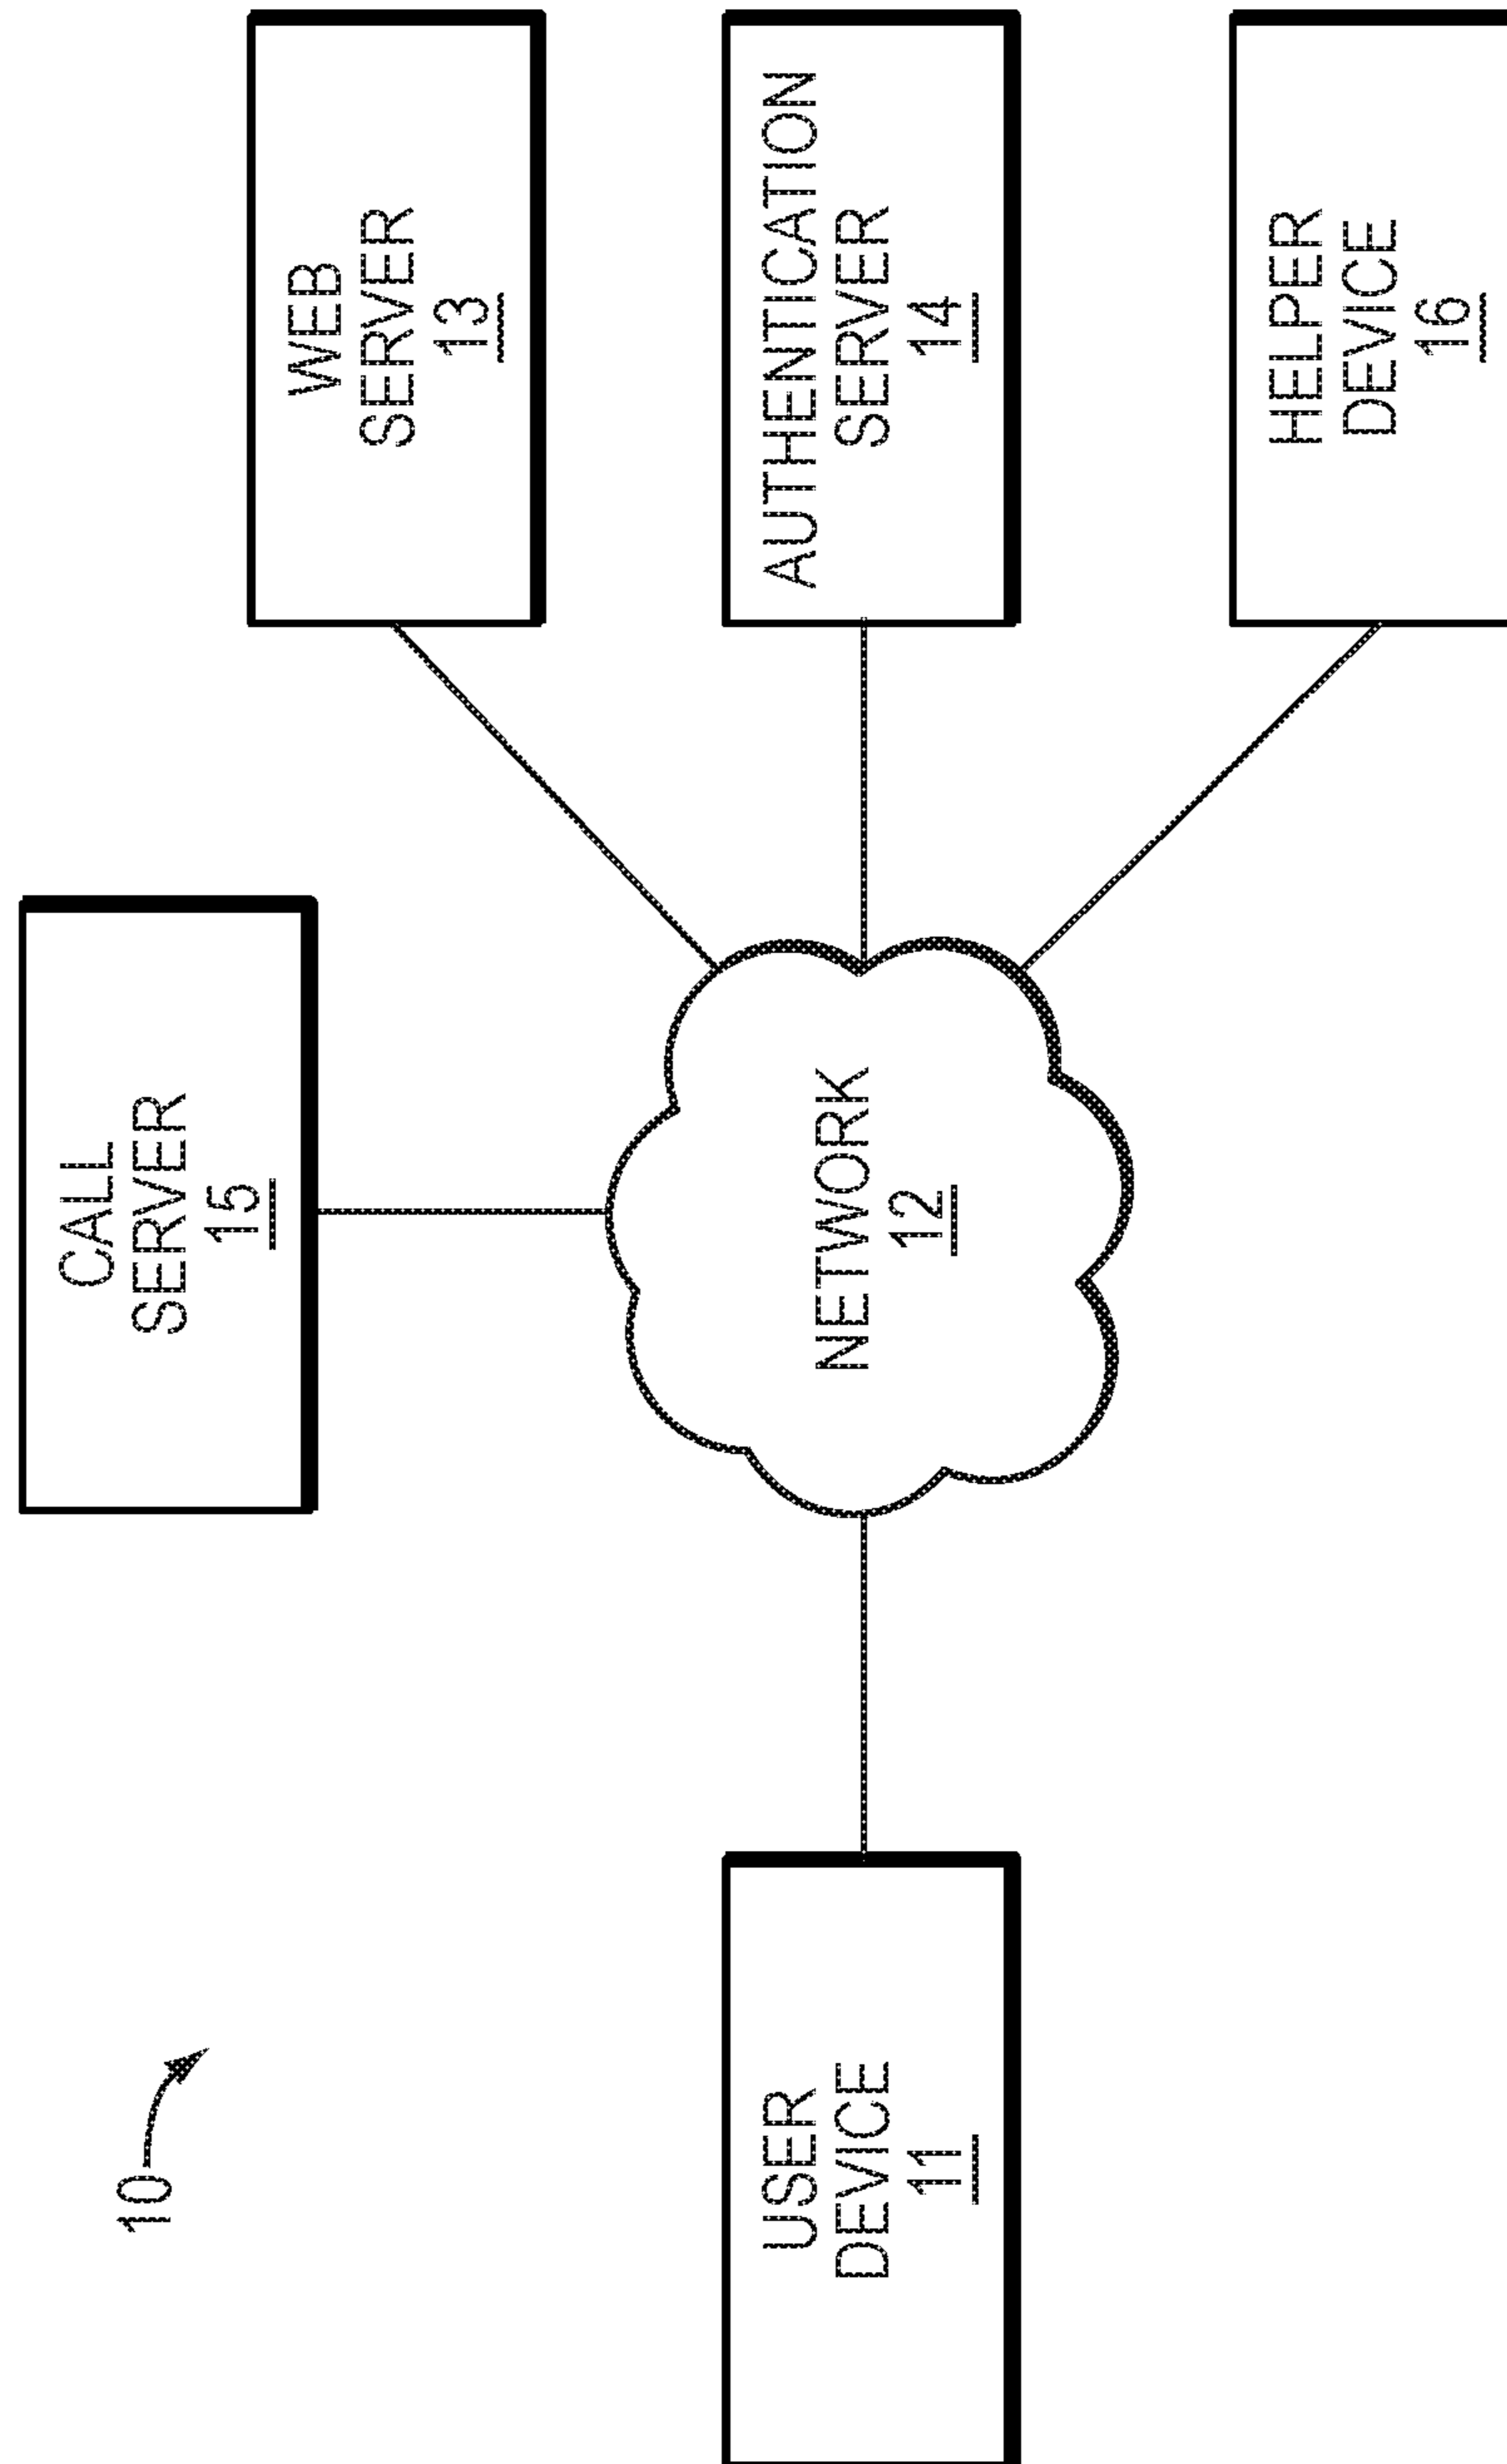 10
CALL
SERVER
15
WEB
SERVER
13
USER
DEVICE
11
NETWORK
12
AUTHENTICATION
SERVER
14
HELPER
DEVICE
16